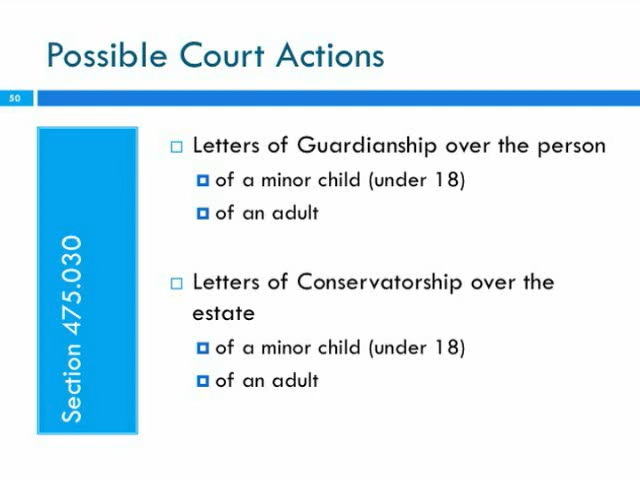 Possible Court Actions
50
Section 475.030
Letters of Guardianship over the person
of a minor child (under 18)
of an adult
Letters of Conservatorship over the
estate
of a minor child (under 18)
of an adult